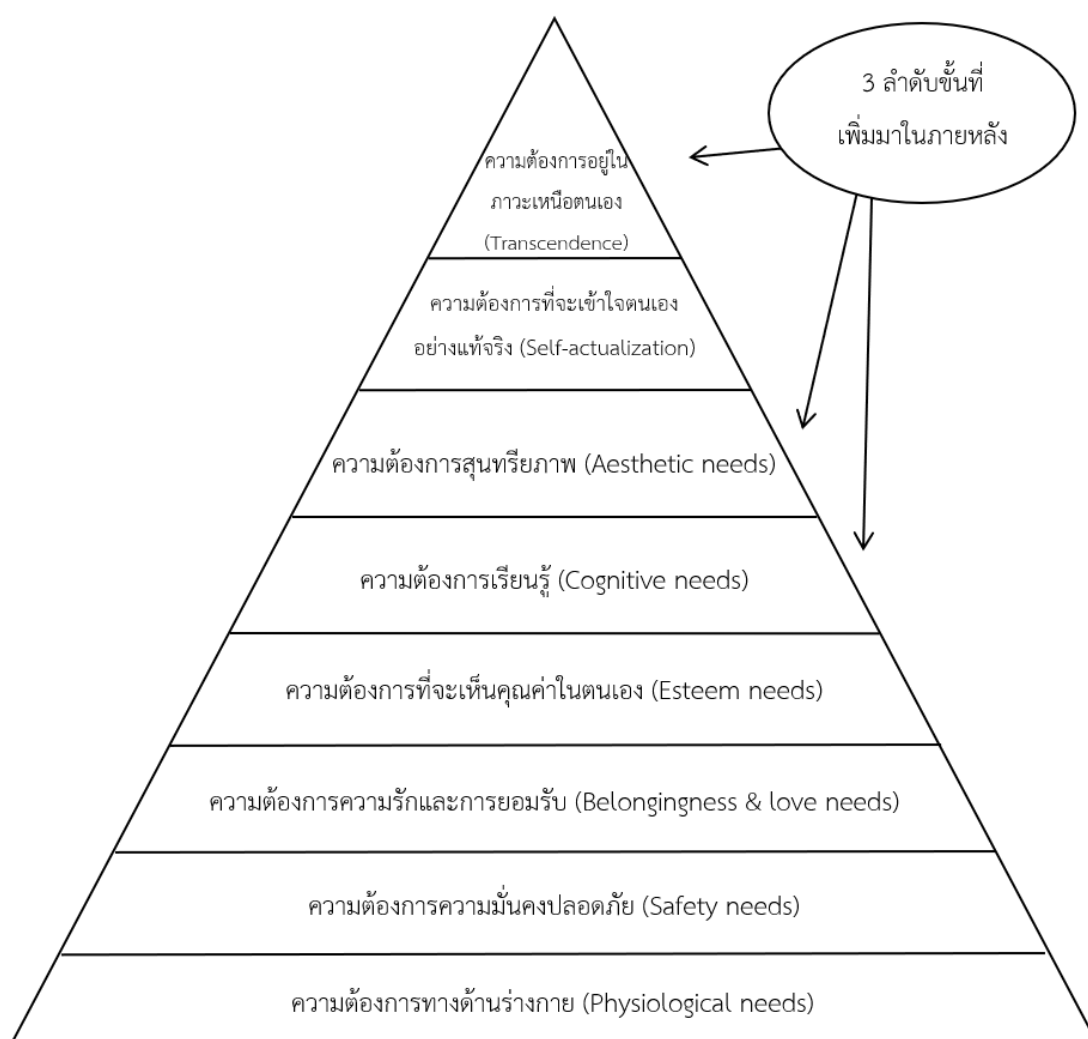 3 ลำดับขั้นที่
เพิ่มมาในภายหลัง
ความต้องการอยู่ใน
ภาวะเหนือตนเอง
(Transcendence)
ความต้องการที่จะเข้าใจตนเอง
อย่างแท้จริง (Self-actualization)
ความต้องการสุนทรียภาพ (Aesthetic needs)
ความต้องการเรียนรู้ (Cognitive needs)
ความต้องการที่จะเห็นคุณค่าในตนเอง (Esteem needs)
ความต้องการความรักและการยอมรับ (Belongingness & love needs)
ความต้องการความมั่นคงปลอดภัย (Safety needs)
ความต้องการทางด้านร่างกาย (Physiological needs)